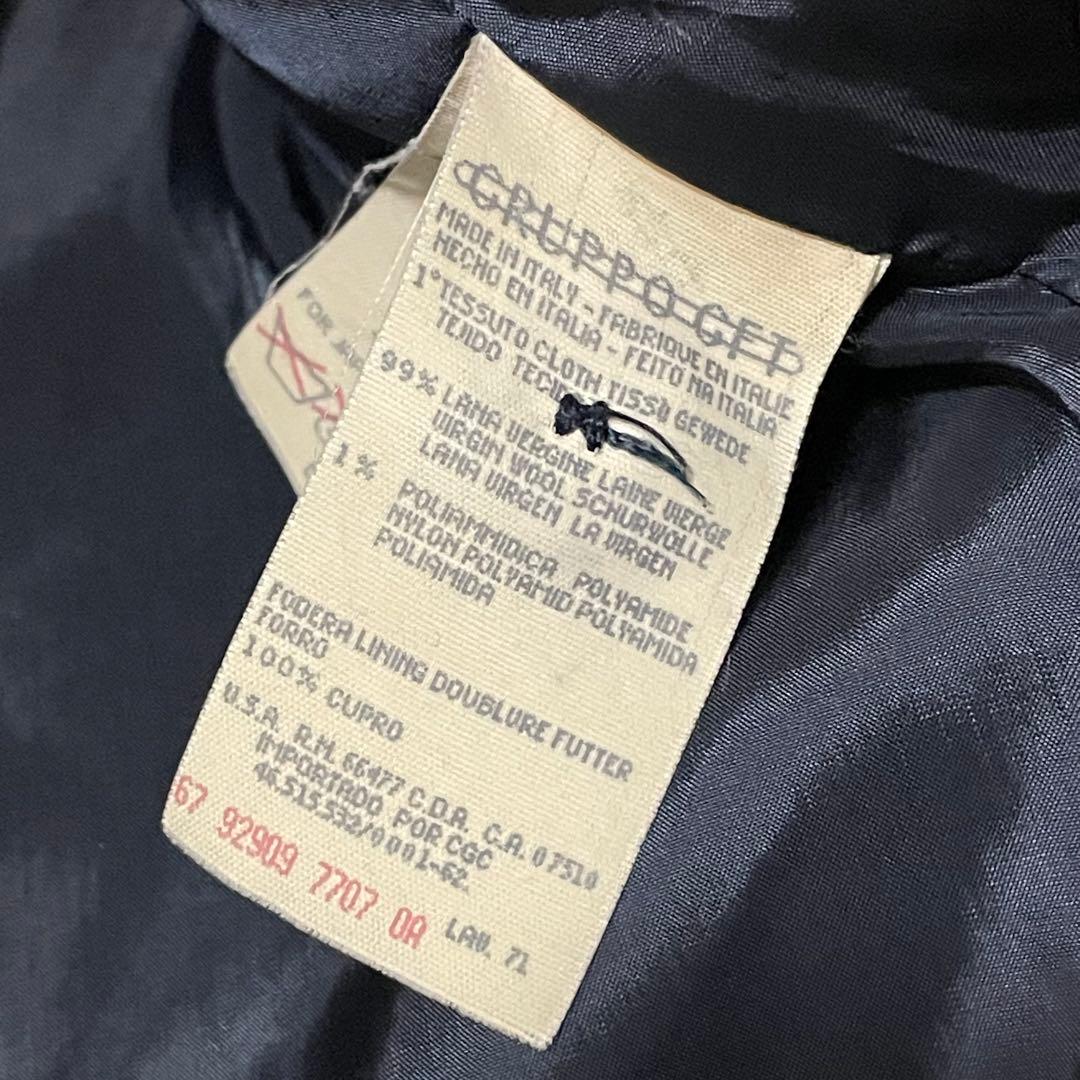 GRUPPO GFT
MADE IN ITALY - FABRIQUE EN ITALIE
HECHO EN ITALIA - FEITO NA ITALIA
1° TESSUTO CLOTH TISSU GEWEDE
TEJIDO
99% LANA VERGINE LAINE VIERGE
VIRGIN WOOL SCHURWOLLE
LANA VIRGEN LA VIRGEN
1% POLIAMMIDICA POLYAMIDE
NYLON POLYAMID POLYAMIDA
POLIAMIDA
FODERA LINING DOUBLURE FUTTER
FORRO
100% CUPRO
U.S.A. R.N. 66477 C.D.A. C.A. 07510
IMPORTADO POR CGC
46.515.532/0001-62.
67 92909 7707 0A LAV. 71
FOR